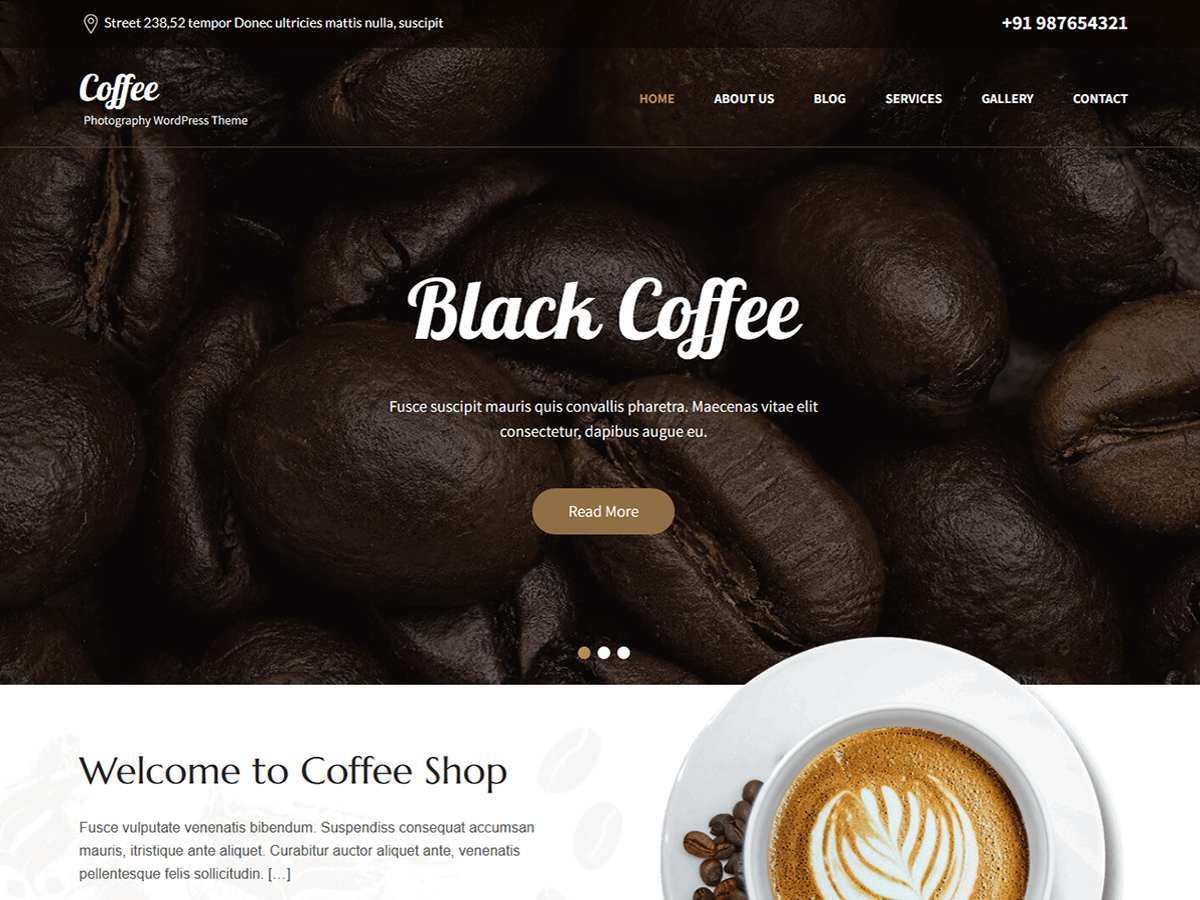 Street 238,52 tempor Donec ultricies mattis nulla, suscipit
+91 987654321
Coffee
Photography WordPress Theme
HOME
ABOUT US
BLOG
SERVICES
GALLERY
CONTACT
Black Coffee
Fusce suscipit mauris quis convallis pharetra. Maecenas vitae elit
consectetur, dapibus augue eu.
Read More
Welcome to Coffee Shop
Fusce vulputate venenatis bibendum. Suspendiss consequat accumsan
mauris, itristique ante aliquet. Curabitur auctor aliquet ante, venenatis
pellentesque felis sollicitudin. [...]